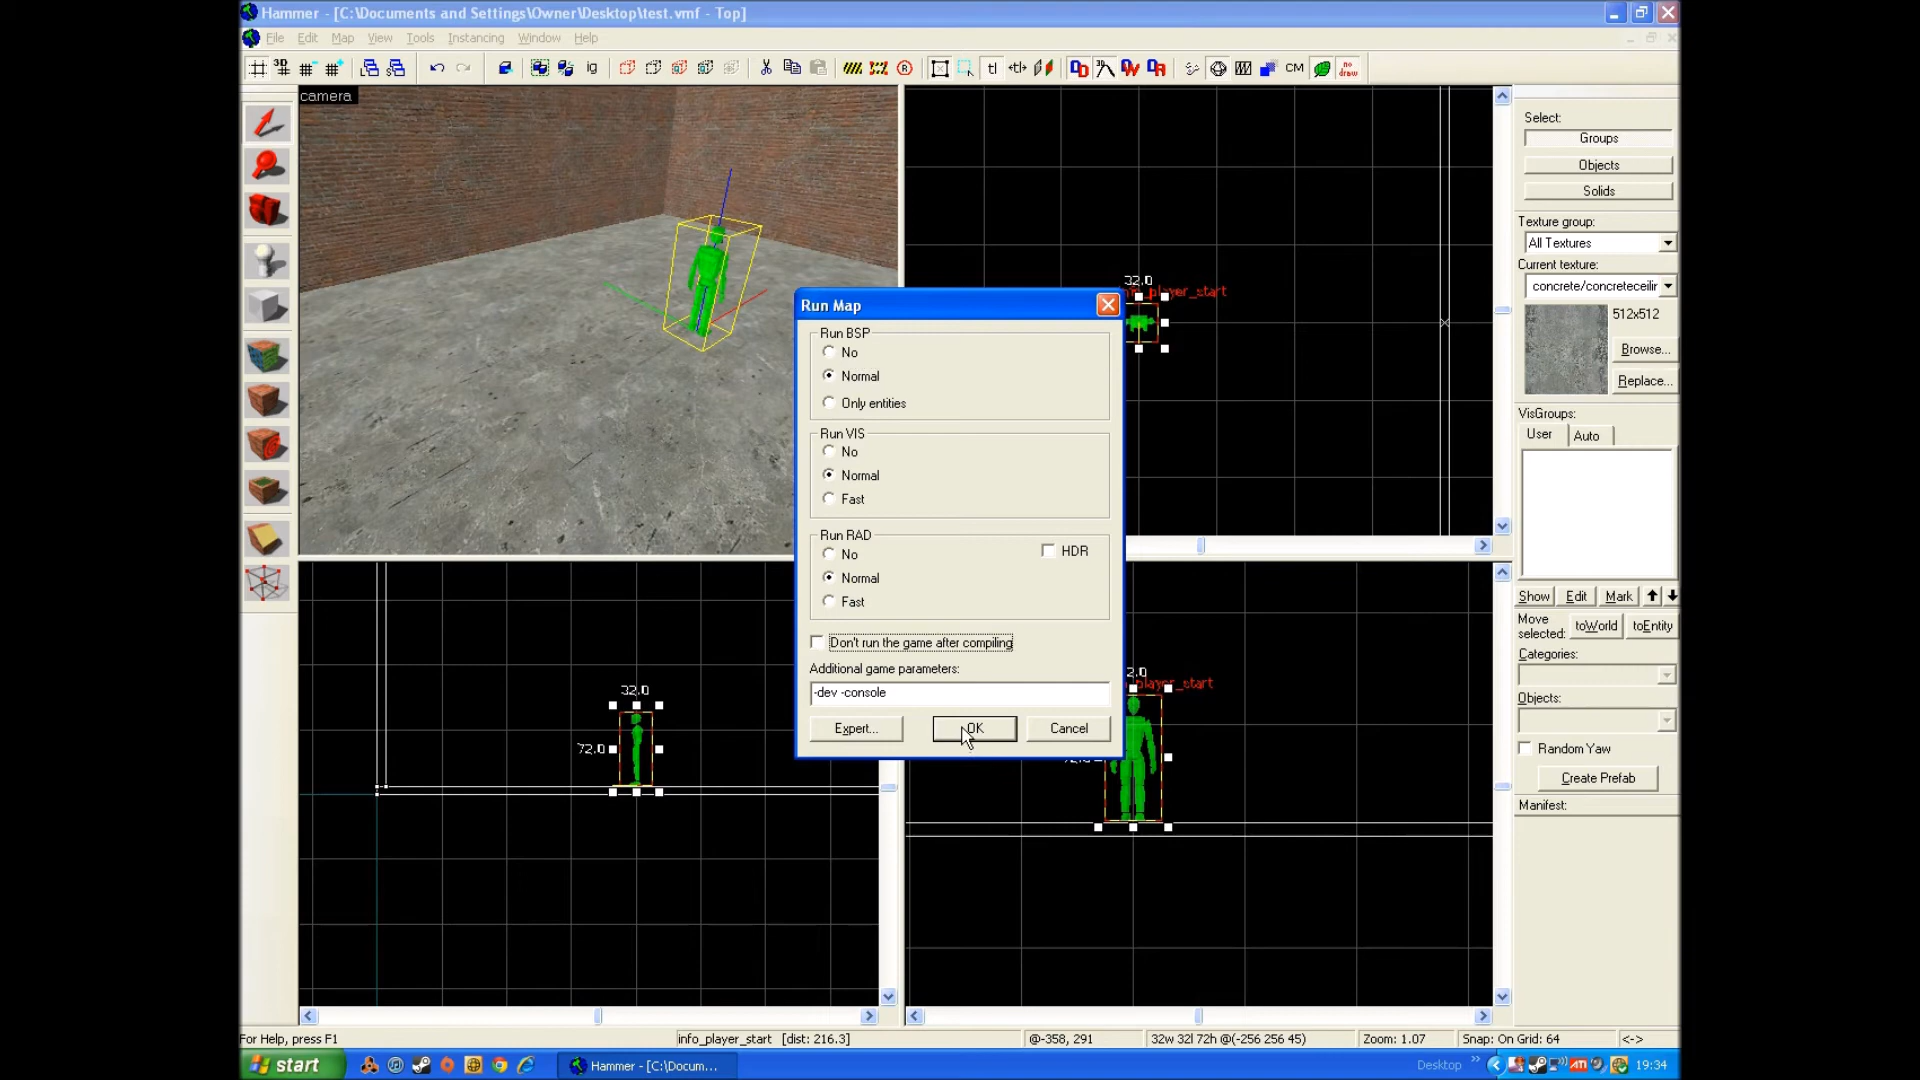 Hammer - [C:\Documents and Settings\Owner\Desktop\test.vmf - Top]
File Edit Map View Tools Instancing Window Help
3D ig tl +tl+ CM no draw
camera
Select:
Groups
Objects
Solids
Texture group:
All Textures
Current texture:
concrete/concreteceilir
512x512
Browse...
Replace...
VisGroups:
User Auto
Show Edit Mark
Move selected: toWorld toEntity
Categories:
Objects:
Random Yaw
Create Prefab
Manifest:
32.0
player_start
Run Map
Run BSP
No
Normal
Only entities
Run VIS
No
Normal
Fast
Run RAD
No HDR
Normal
Fast
Don't run the game after compiling
Additional game parameters:
-dev -console
Expert... OK Cancel
32.0
72.0
2.0
player_start
For Help, press F1 info_player_start [dist: 216.3] @-358, 291 32w 32l 72h @(-256 256 45) Zoom: 1.07 Snap: On Grid: 64 <->
start Hammer - [C:\Docum... Desktop 19:34